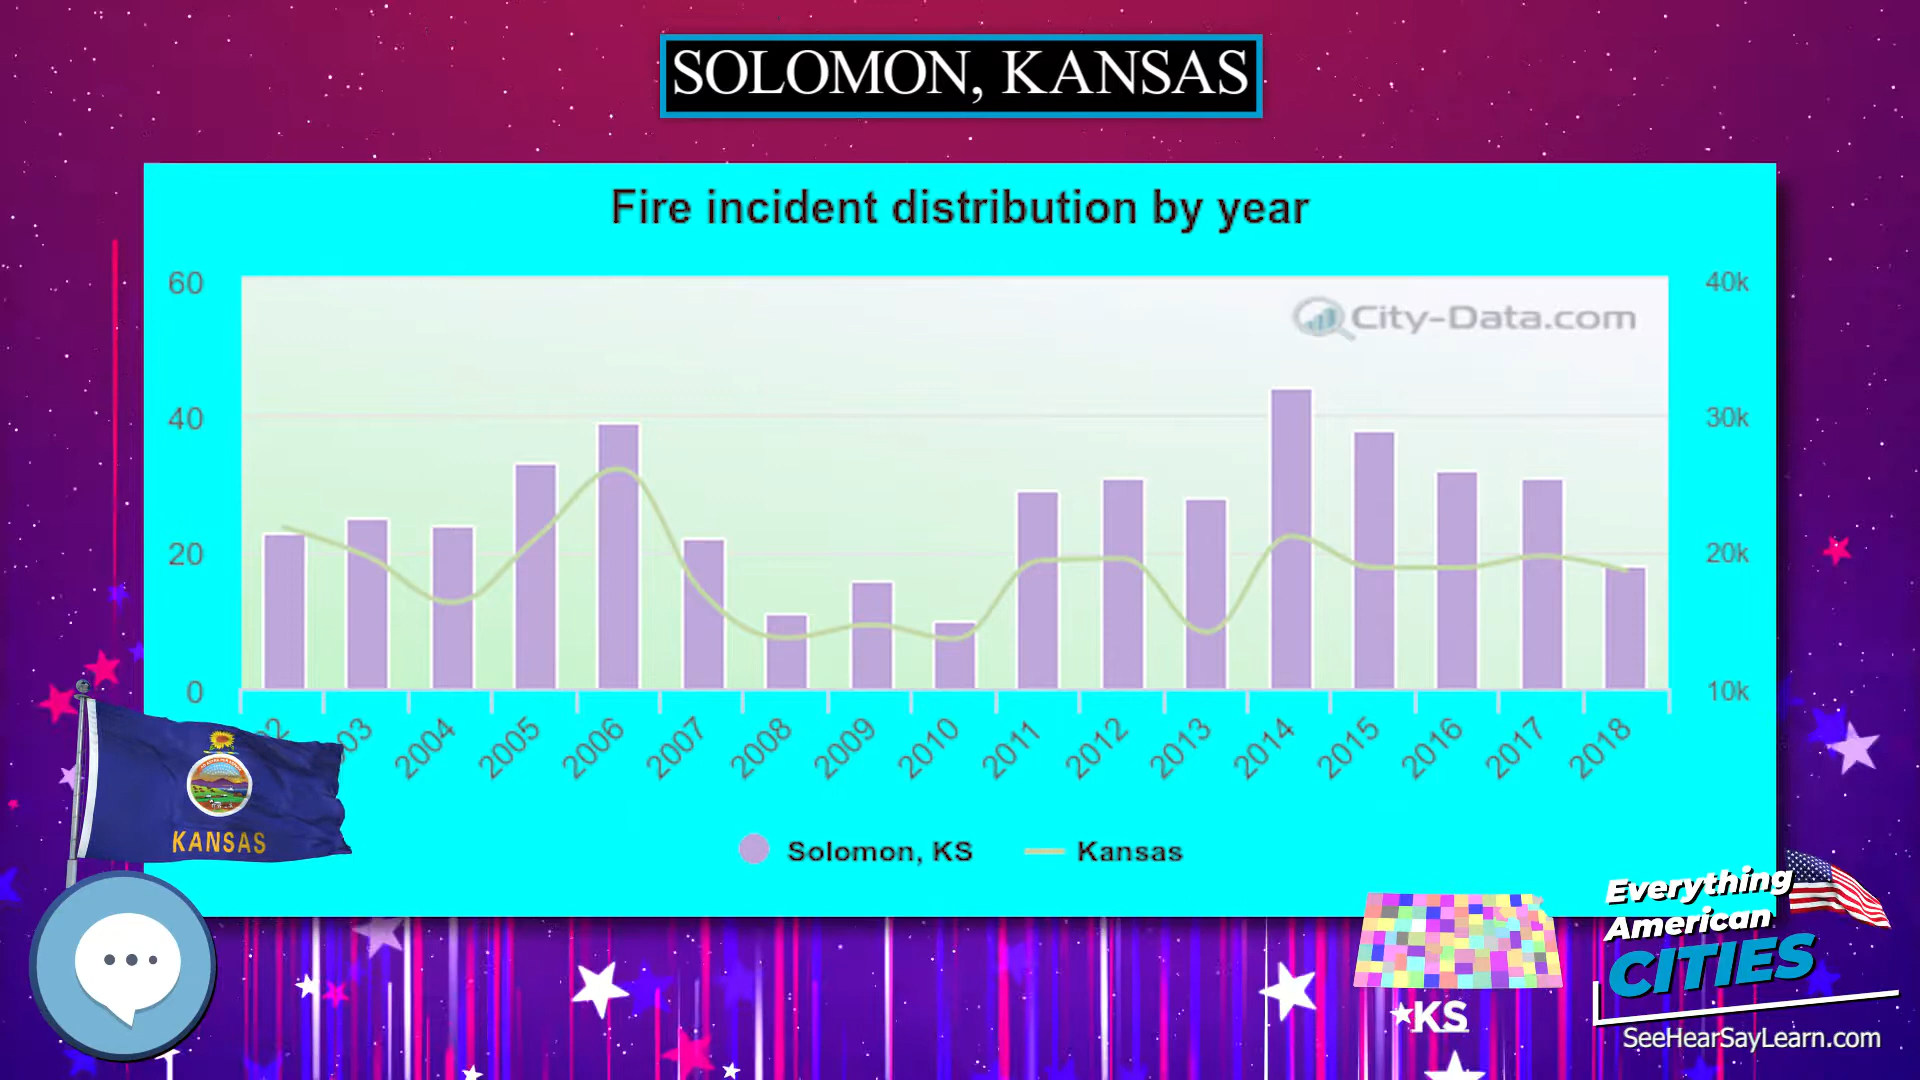 SOLOMON, KANSAS
Fire incident distribution by year
60
40k
City-Data.com
40
30k
20
20k
0
10k
02
03
2004
2005
2006
2007
2008
2009
2010
2011
2012
2013
2014
2015
2016
2017
2018
KANSAS
Solomon, KS
Kansas
Everything
American
CITIES
KS
SeeHearSayLearn.com